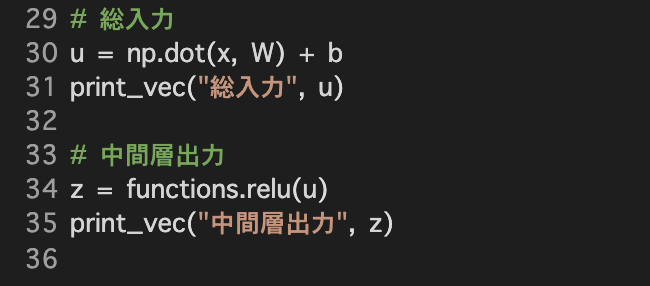 29 # 総入力
30 u = np.dot(x, W) + b
31 print_vec("総入力", u)
32
33 # 中間層出力
34 z = functions.relu(u)
35 print_vec("中間層出力", z)
36